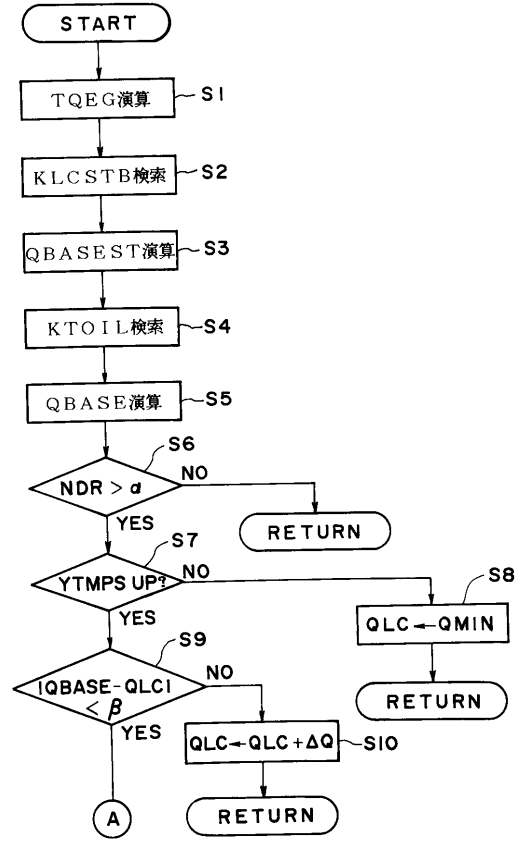 START
TQEG演算
S1
KLCSTB検索
S2
QBASEST演算
S3
KTOIL検索
S4
QBASE演算
S5
S6
NDR > α
NO
YES
RETURN
S7
YTMPS UP?
NO
YES
S8
QLC←QMIN
RETURN
S9
|QBASE-QLC|
< β
NO
YES
QLC←QLC+ΔQ
S10
RETURN
A